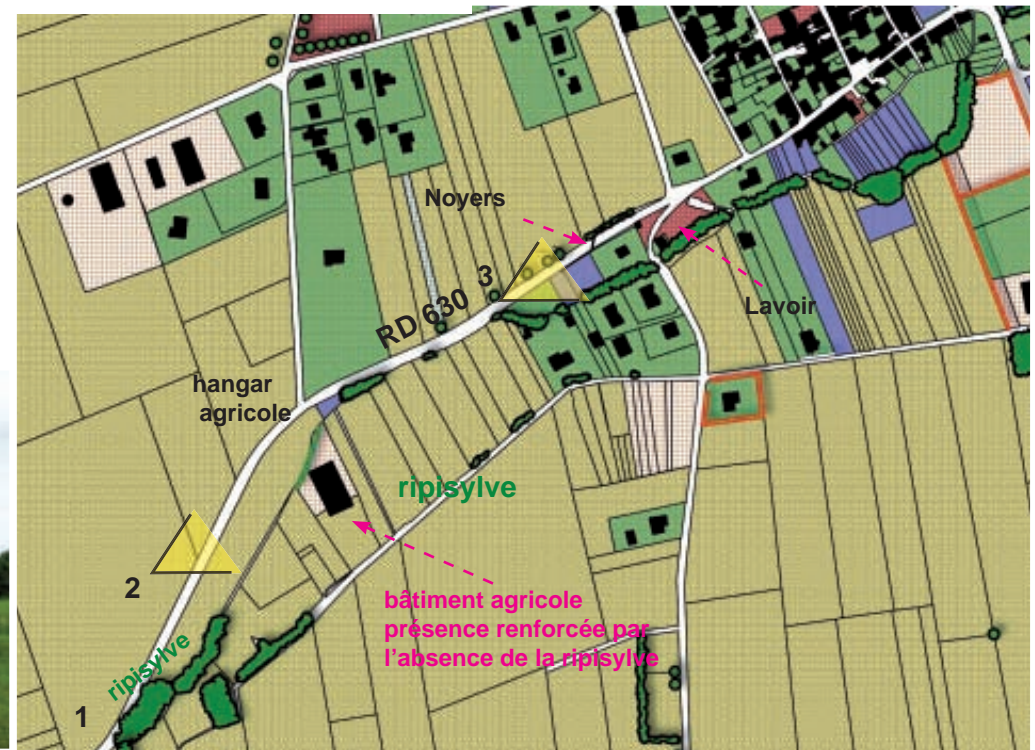 Noyers
3
Lavoir
RD 630
hangar
agricole
ripisylve
2
bâtiment agricole
présence renforcée par
l'absence de la ripisylve
ripisylve
1